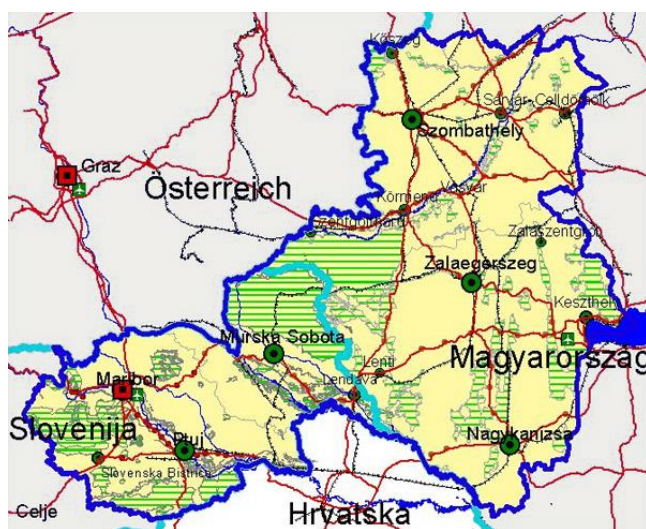 Kőszeg
Sárvár
Celldömölk
Szombathely
Graz
Österreich
Vasvár
Körmend
Szentgotthárd
Zalaszentgrót
Zalaegerszeg
Keszthely
Murska Sobota
Magyarország
Lenti
Maribor
Lendava
Slovenija
Ptuj
Nagykanizsa
Slovenska Bistrica
Celje
Hrvatska